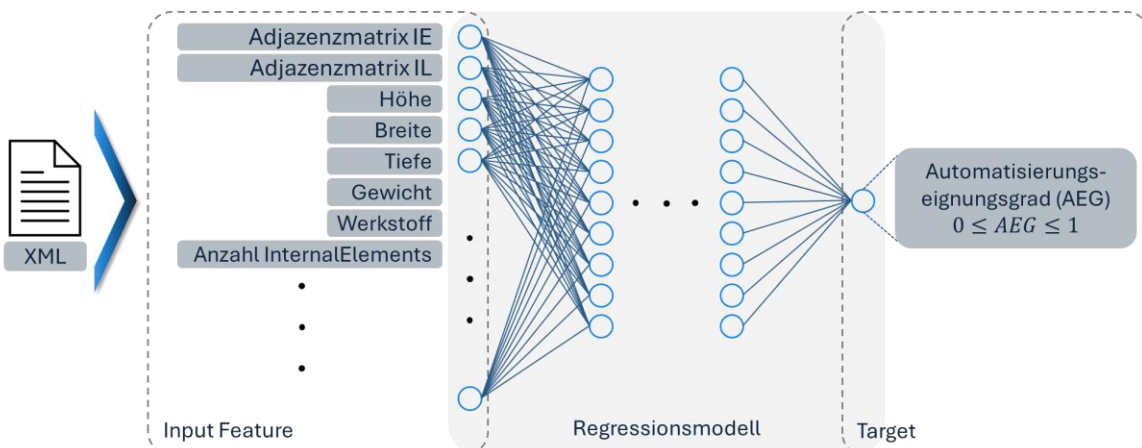 Adjazenzmatrix IE
Adjazenzmatrix IL
Höhe
Breite
Tiefe
Gewicht
Werkstoff
Anzahl InternalElements
XML
Automatisierungs-
eignungsgrad (AEG)
0 ≤ AEG ≤ 1
Input Feature
Regressionsmodell
Target